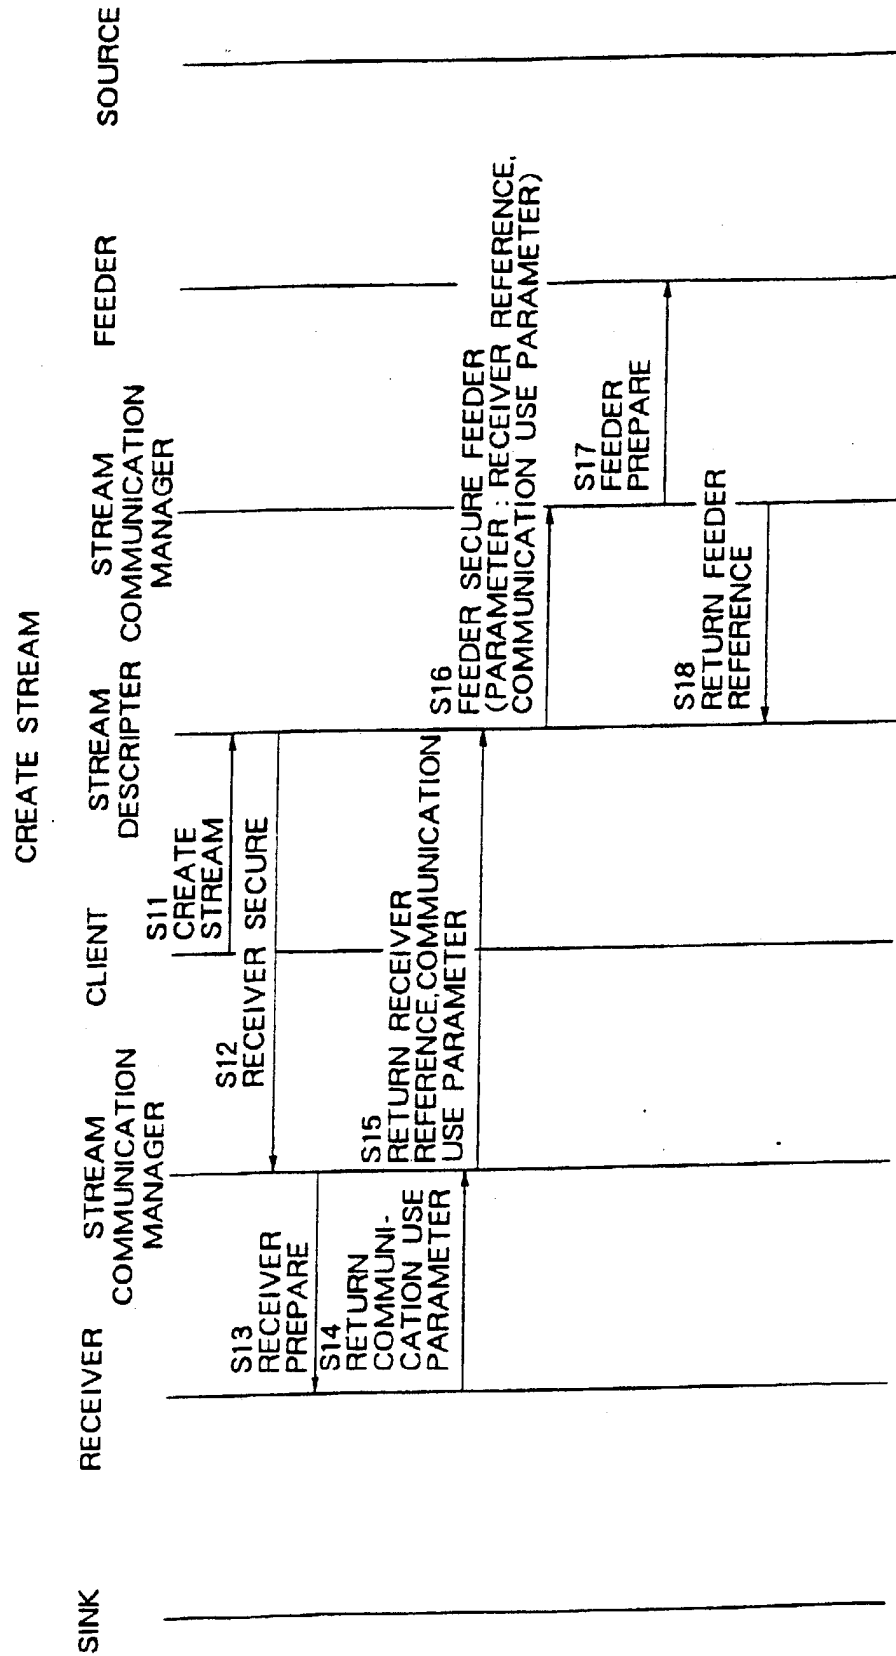 CREATE STREAM
SINK
RECEIVER
STREAM
COMMUNICATION
MANAGER
CLIENT
STREAM
DESCRIPTER
STREAM
COMMUNICATION
MANAGER
FEEDER
SOURCE
S11
CREATE
STREAM
S12
RECEIVER SECURE
S13
RECEIVER
PREPARE
S14
RETURN
COMMUNI-
CATION USE
PARAMETER
S15
RETURN RECEIVER
REFERENCE,COMMUNICATION
USE PARAMETER
S16
FEEDER SECURE FEEDER
(PARAMETER : RECEIVER REFERENCE,
COMMUNICATION USE PARAMETER)
S17
FEEDER
PREPARE
S18
RETURN FEEDER
REFERENCE